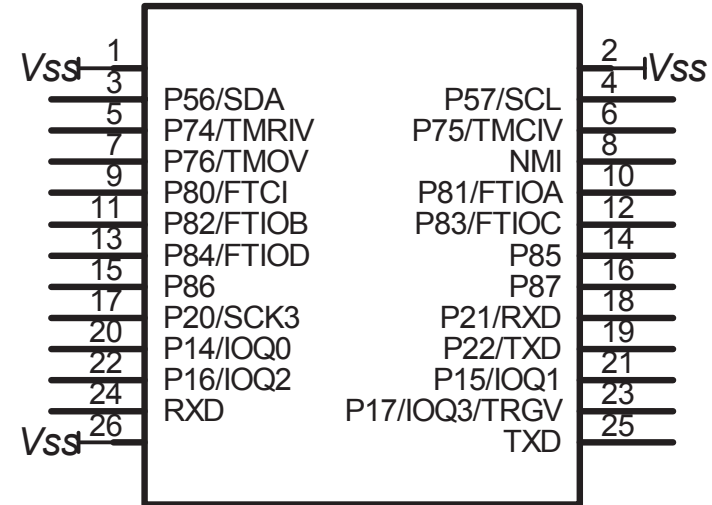 Vss 1 2 Vss
3 P56/SDA P57/SCL 4
5 P74/TMRIV P75/TMCIV 6
7 P76/TMOV NMI 8
9 P80/FTCI P81/FTIOA 10
11 P82/FTIOB P83/FTIOC 12
13 P84/FTIOD P85 14
15 P86 P87 16
17 P20/SCK3 P21/RXD 18
20 P14/IOQ0 P22/TXD 19
22 P16/IOQ2 P15/IOQ1 21
24 RXD P17/IOQ3/TRGV 23
Vss 26 TXD 25